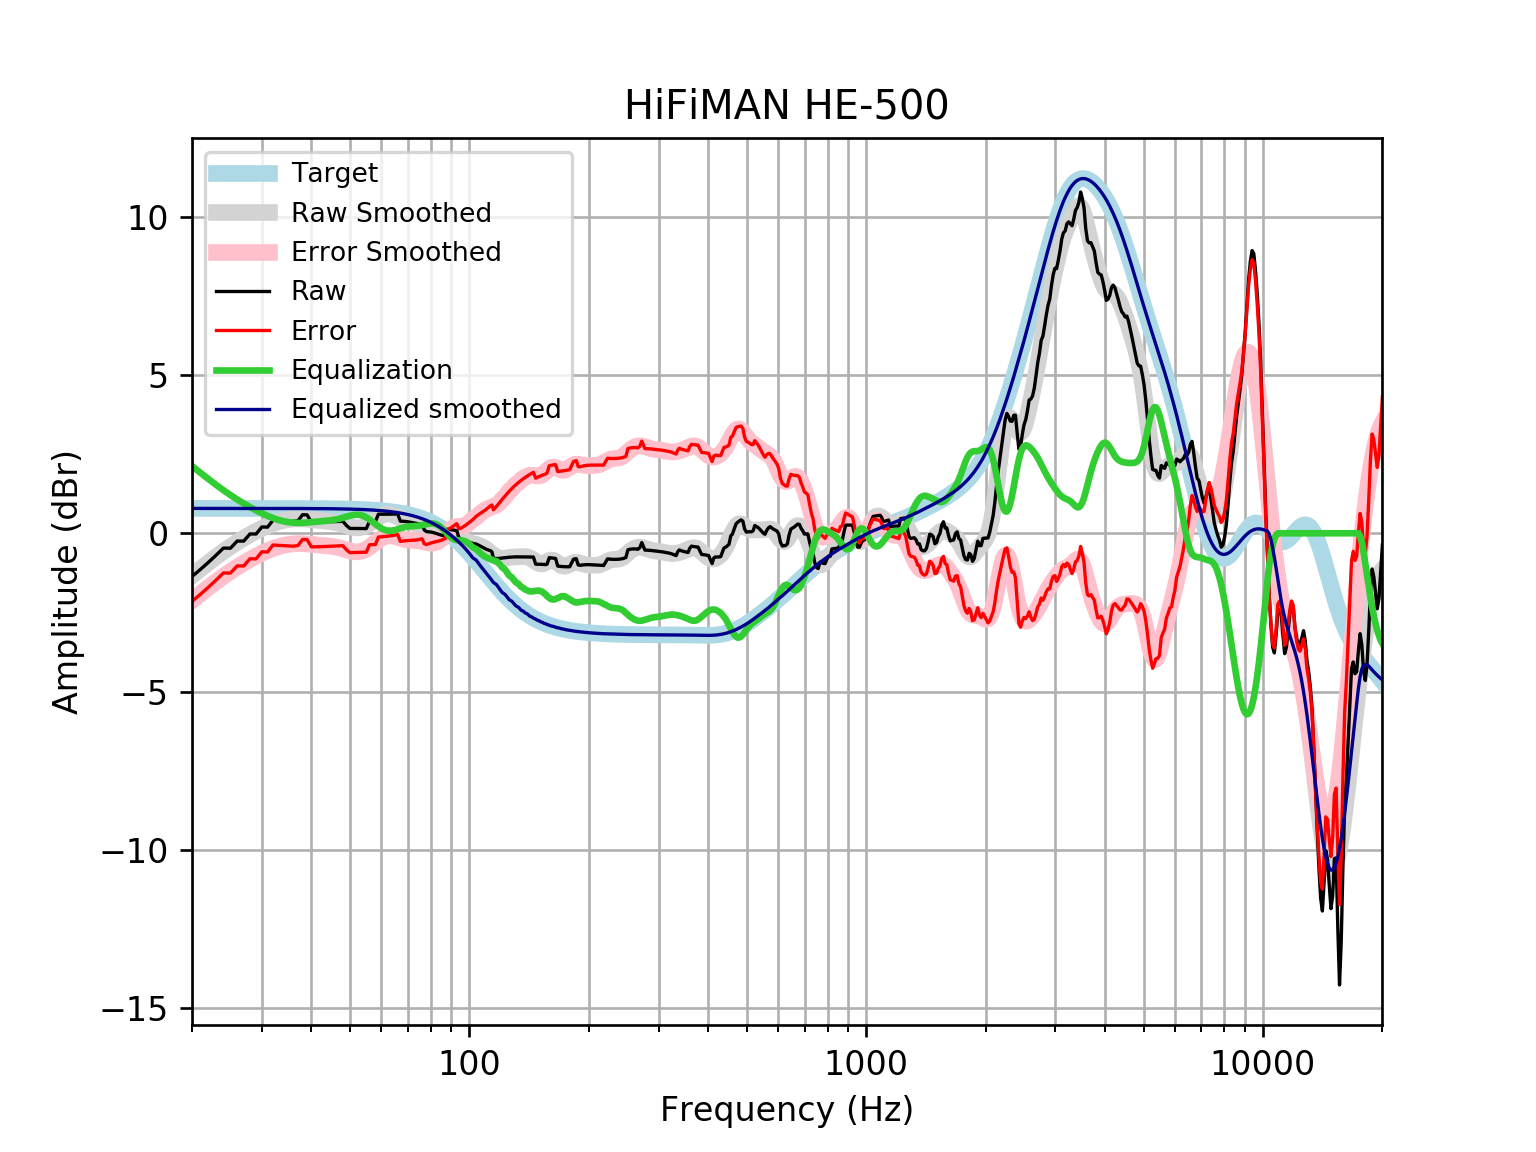 HiFiMAN HE-500
Target
Raw Smoothed
Error Smoothed
Raw
Error
Equalization
Equalized smoothed
Amplitude (dBr)
10
5
0
−5
−10
−15
100
1000
10000
Frequency (Hz)